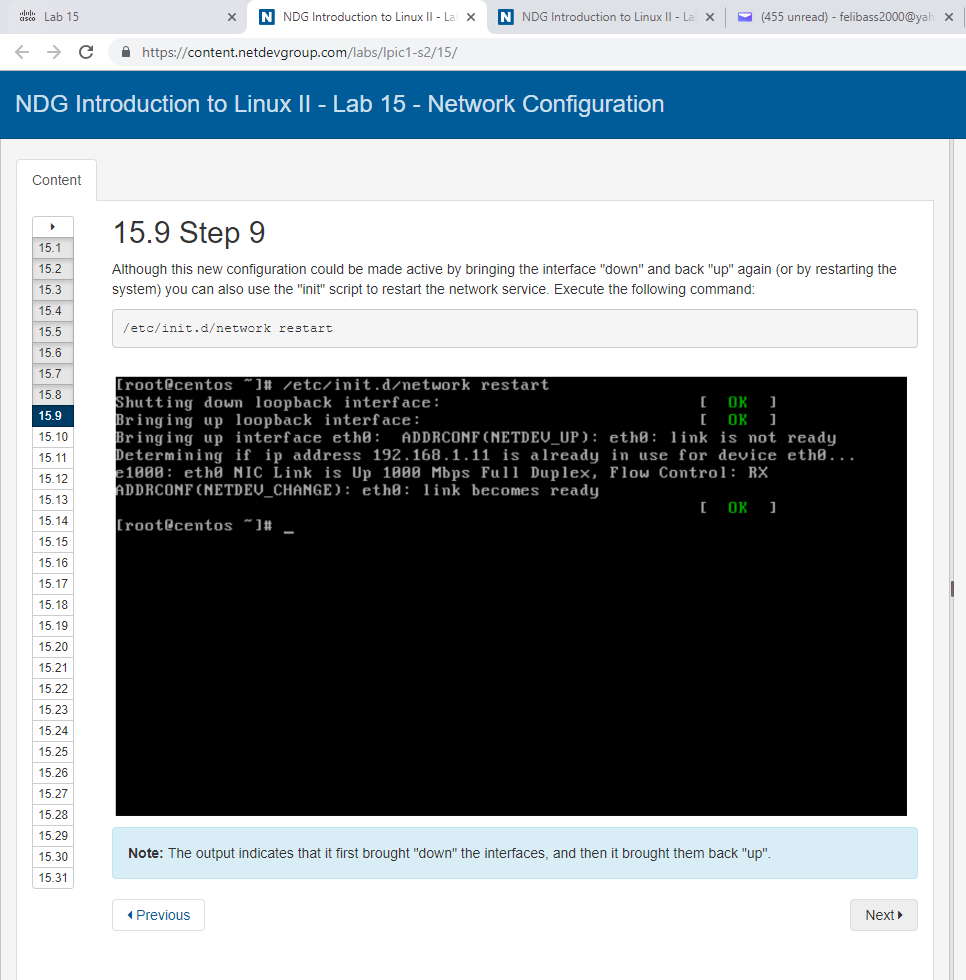 Lab 15
NDG Introduction to Linux II - La
NDG Introduction to Linux II - La
(455 unread) - felibass2000@yah
https://content.netdevgroup.com/labs/lpic1-s2/15/
NDG Introduction to Linux II - Lab 15 - Network Configuration
Content
15.1
15.2
15.3
15.4
15.5
15.6
15.7
15.8
15.9
15.10
15.11
15.12
15.13
15.14
15.15
15.16
15.17
15.18
15.19
15.20
15.21
15.22
15.23
15.24
15.25
15.26
15.27
15.28
15.29
15.30
15.31
15.9 Step 9
Although this new configuration could be made active by bringing the interface "down" and back "up" again (or by restarting the
system) you can also use the "init" script to restart the network service. Execute the following command:
/etc/init.d/network restart
[root@centos ~]# /etc/init.d/network restart
Shutting down loopback interface: [ OK ]
Bringing up loopback interface: [ OK ]
Bringing up interface eth0: ADDRCONF(NETDEV_UP): eth0: link is not ready
Determining if ip address 192.168.1.11 is already in use for device eth0...
e1000: eth0 NIC Link is Up 1000 Mbps Full Duplex, Flow Control: RX
ADDRCONF(NETDEV_CHANGE): eth0: link becomes ready
[ OK ]
[root@centos ~]# _
Note: The output indicates that it first brought "down" the interfaces, and then it brought them back "up".
Previous
Next